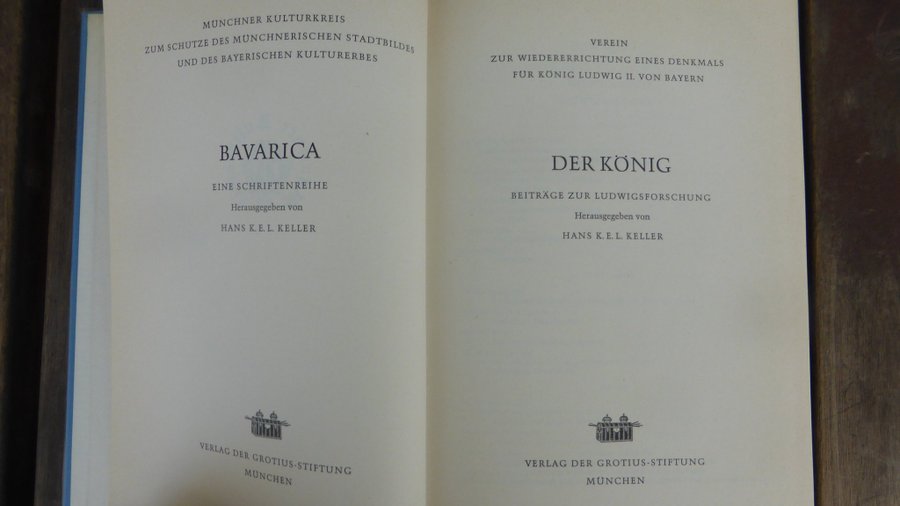 MÜNCHNER KULTURKREIS
ZUM SCHUTZE DES MÜNCHNERISCHEN STADTBILDES
UND DES BAYERISCHEN KULTURERBES
BAVARICA
EINE SCHRIFTENREIHE
Herausgegeben von
HANS K. E. L. KELLER
VERLAG DER GROTIUS-STIFTUNG
MÜNCHEN
VEREIN
ZUR WIEDERERRICHTUNG EINES DENKMALS
FÜR KÖNIG LUDWIG II. VON BAYERN
DER KÖNIG
BEITRÄGE ZUR LUDWIGSFORSCHUNG
Herausgegeben von
HANS K. E. L. KELLER
VERLAG DER GROTIUS-STIFTUNG
MÜNCHEN